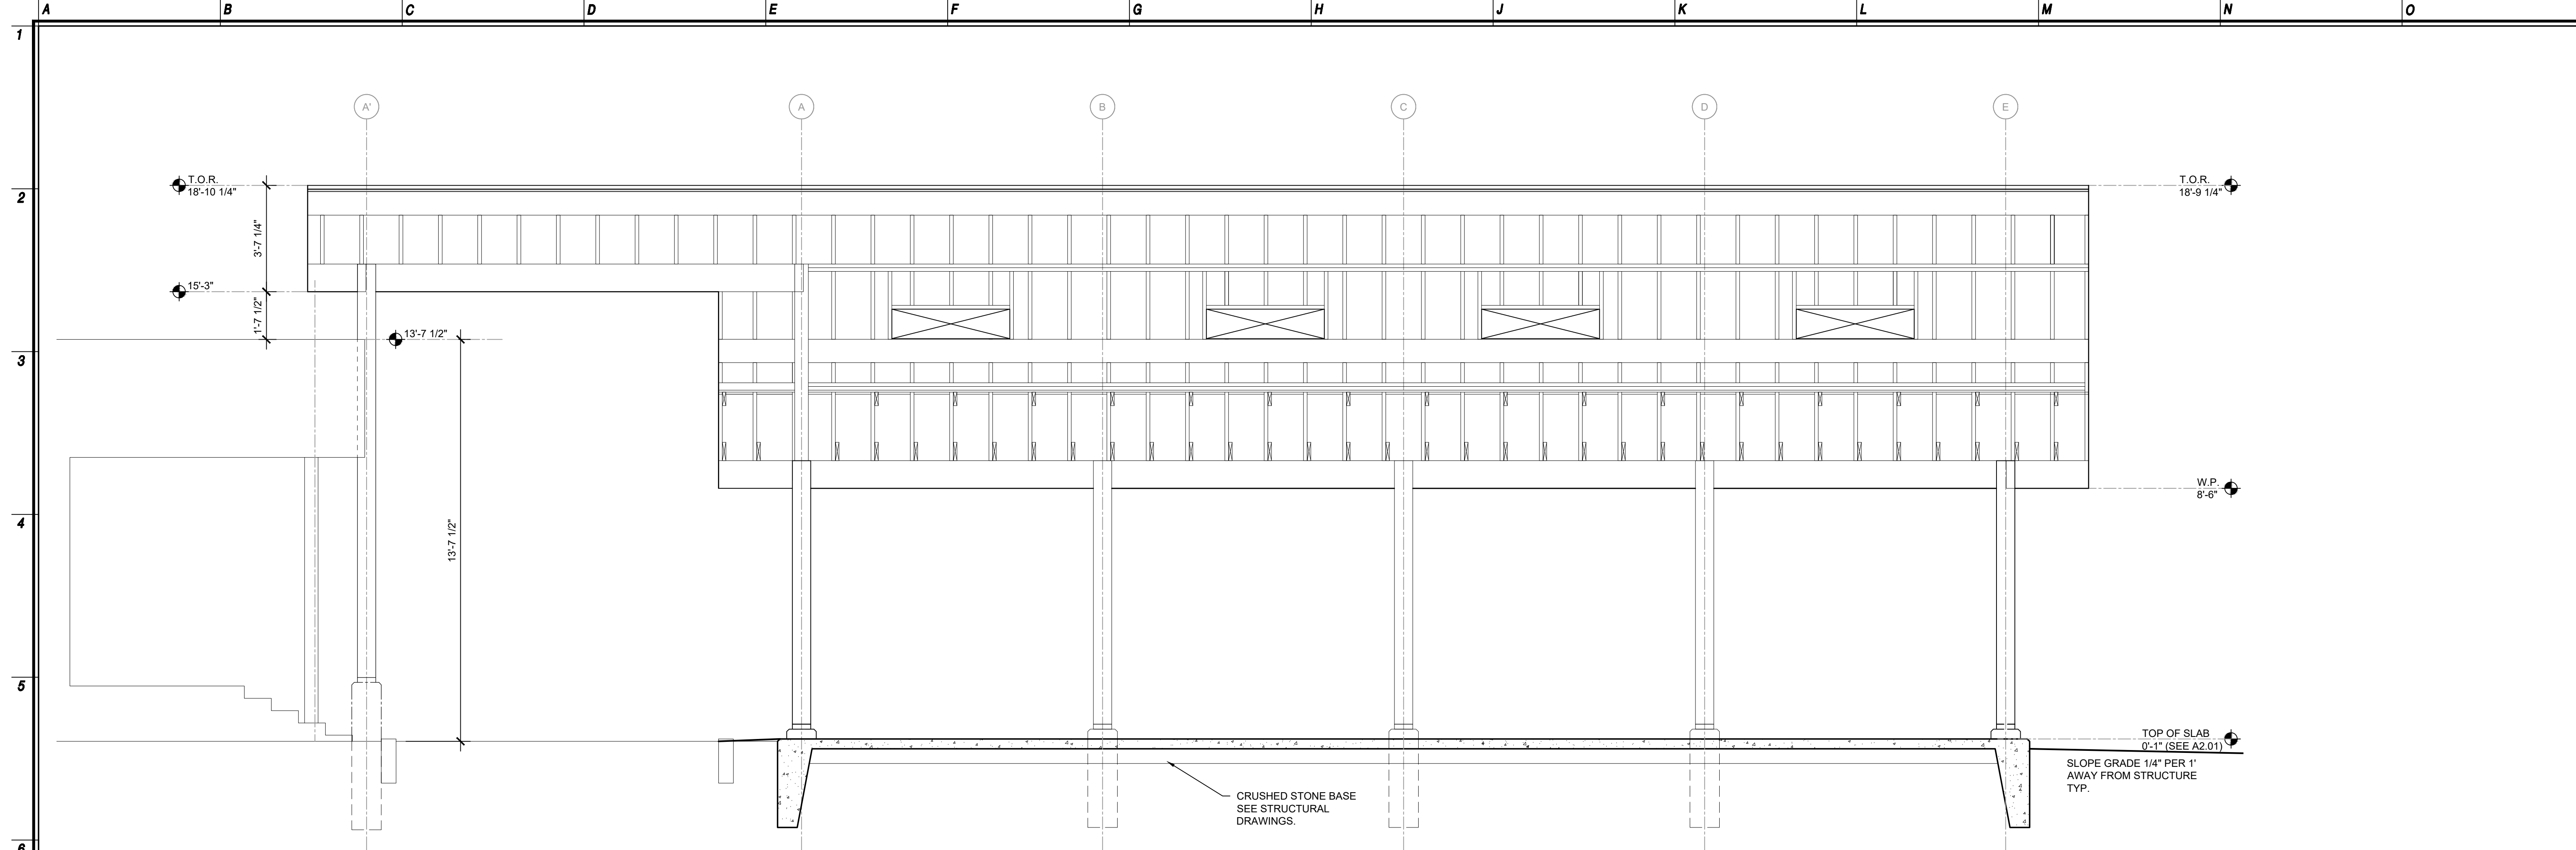 A B C D E F G H J K L M N O
1
A' A B C D E
T.O.R.
18'-10 1/4"
T.O.R.
18'-9 1/4"
2
3'-7 1/4"
15'-3"
1'-7 1/2"
13'-7 1/2"
3
W.P.
8'-6"
4
13'-7 1/2"
5
TOP OF SLAB
0'-1" (SEE A2.01)
SLOPE GRADE 1/4" PER 1'
AWAY FROM STRUCTURE
TYP.
CRUSHED STONE BASE
SEE STRUCTURAL
DRAWINGS.
6